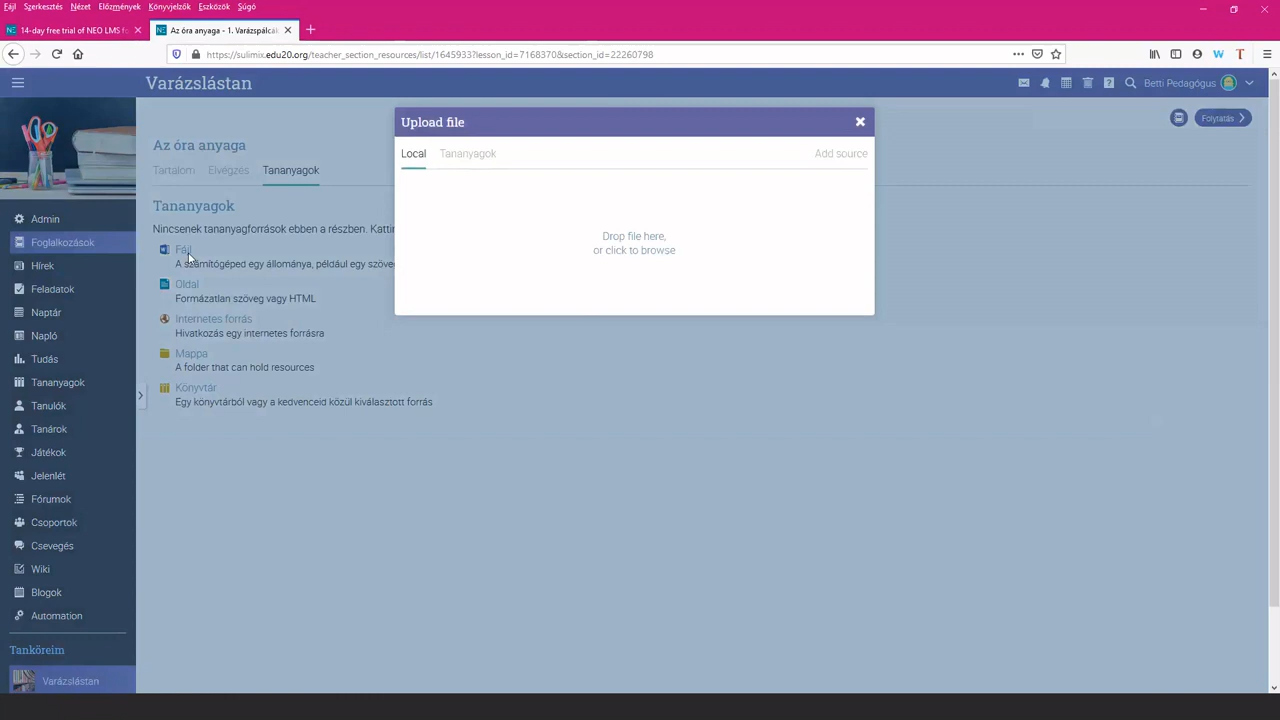 Fájl Szerkesztés Nézet Előzmények Könyvjelzők Eszközök Súgó
14-day free trial of NEO LMS fo
Az óra anyaga - 1. Varázspálcák
https://sulimix.edu20.org/teacher_section_resources/list/1645933?lesson_id=7168370&section_id=22260798
Varázslástan
Betti Pedagógus
Az óra anyaga
Folytatás
Tartalom Elvégzés Tananyagok
Tananyagok
Nincsenek tananyagforrások ebben a részben. Kattin
Fájl
A számítógéped egy állománya, például egy szöve
Oldal
Formázatlan szöveg vagy HTML
Internetes forrás
Hivatkozás egy internetes forrásra
Mappa
A folder that can hold resources
Könyvtár
Egy könyvtárból vagy a kedvenceid közül kiválasztott forrás
Upload file
Local Tananyagok Add source
Drop file here,
or click to browse
Admin
Foglalkozások
Hírek
Feladatok
Naptár
Napló
Tudás
Tananyagok
Tanulók
Tanárok
Játékok
Jelenlét
Fórumok
Csoportok
Csevegés
Wiki
Blogok
Automation
Tanköreim
Varázslástan